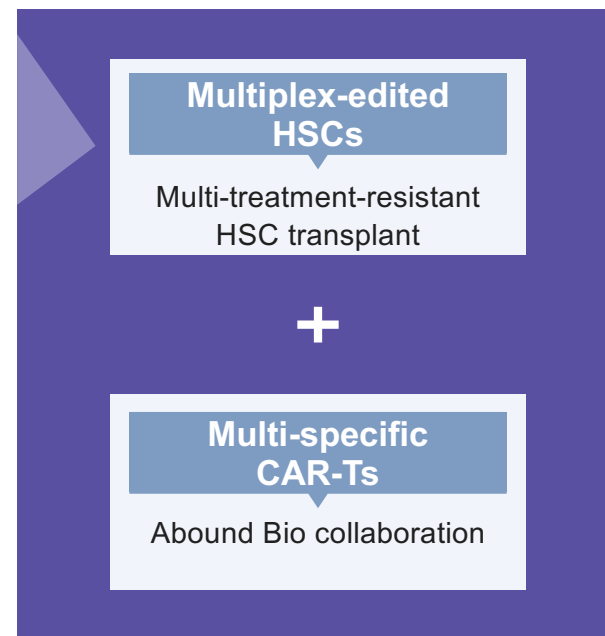 Multiplex-edited
HSCs
Multi-treatment-resistant
HSC transplant
+
Multi-specific
CAR-Ts
Abound Bio collaboration